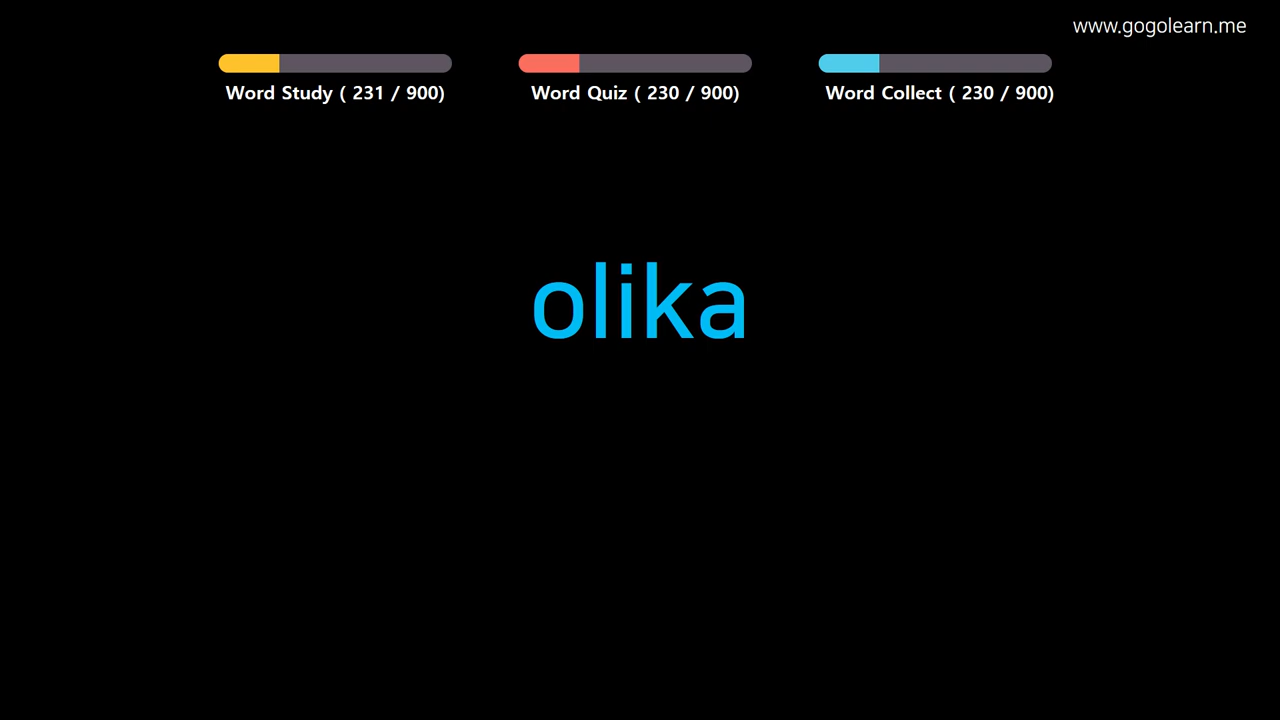 www.gogolearn.me
Word Study ( 231 / 900)
Word Quiz ( 230 / 900)
Word Collect ( 230 / 900)
olika